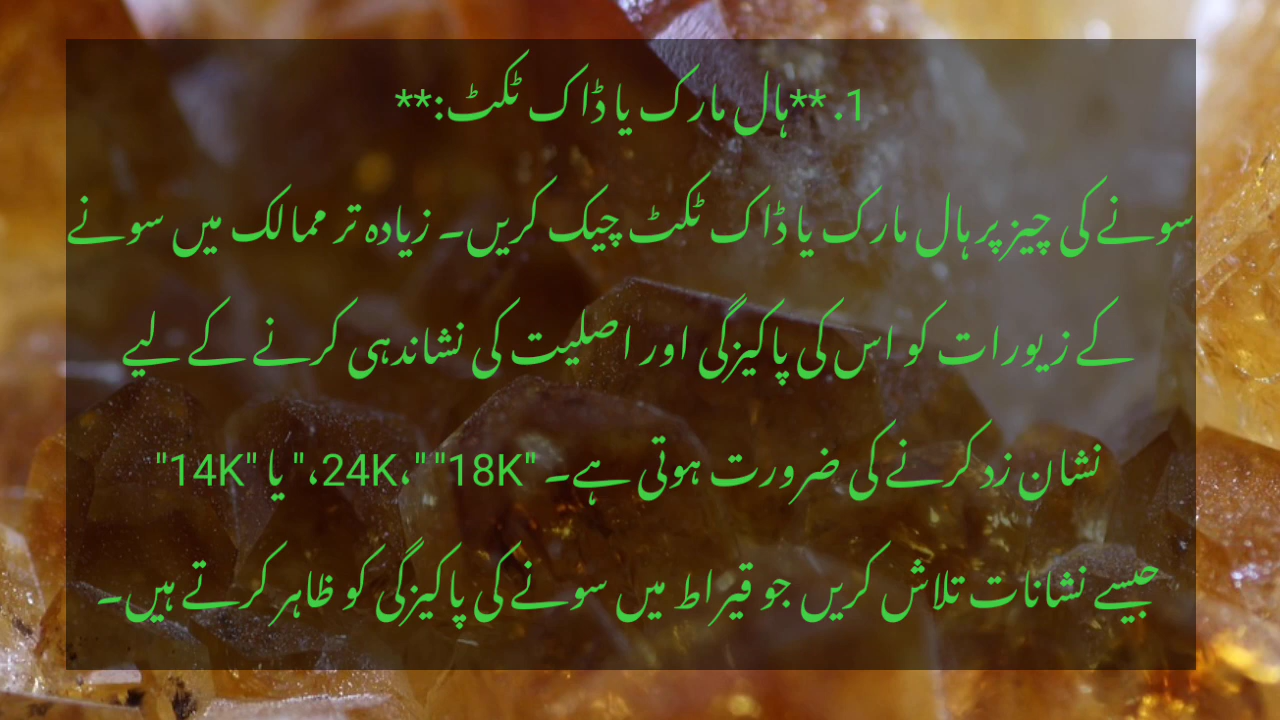 1. **ہال مارک یا ڈاک ٹکٹ:**
سونے کی چیز پر ہال مارک یا ڈاک ٹکٹ چیک کریں۔ زیادہ تر ممالک میں سونے
کے زیورات کو اس کی پاکیزگی اور اصلیت کی نشاندہی کرنے کے لیے
نشان زد کرنے کی ضرورت ہوتی ہے۔ "18K" "،24K،" یا "14K"
جیسے نشانات تلاش کریں جو قیراط میں سونے کی پاکیزگی کو ظاہر کرتے ہیں۔